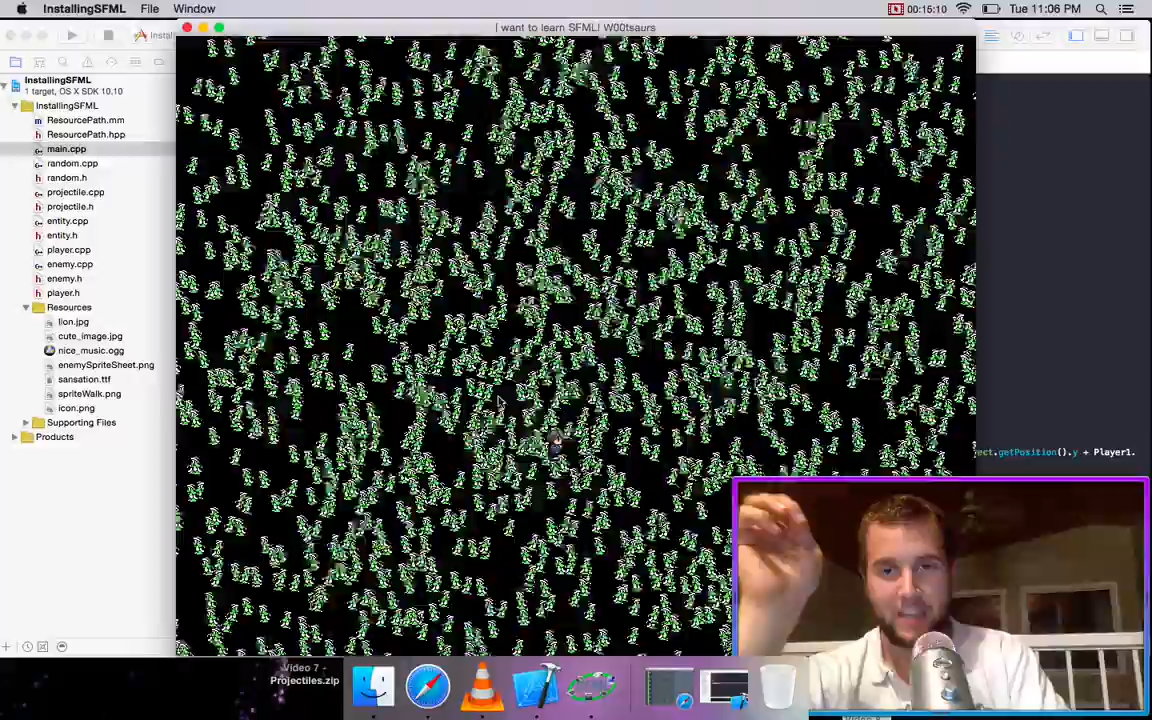 InstallingSFML File Window
00:15:10 Tue 11:06 PM
I want to learn SFML! W00tsaurs
Install
InstallingSFML
1 target, OS X SDK 10.10
InstallingSFML
ResourcePath.mm
ResourcePath.hpp
main.cpp
random.cpp
random.h
projectile.cpp
projectile.h
entity.cpp
entity.h
player.cpp
enemy.cpp
enemy.h
player.h
Resources
lion.jpg
cute_image.jpg
nice_music.ogg
enemySpriteSheet.png
sansation.ttf
spriteWalk.png
icon.png
Supporting Files
Products
ect.getPosition().y + Player1.
Video 7 -
Projectiles.zip